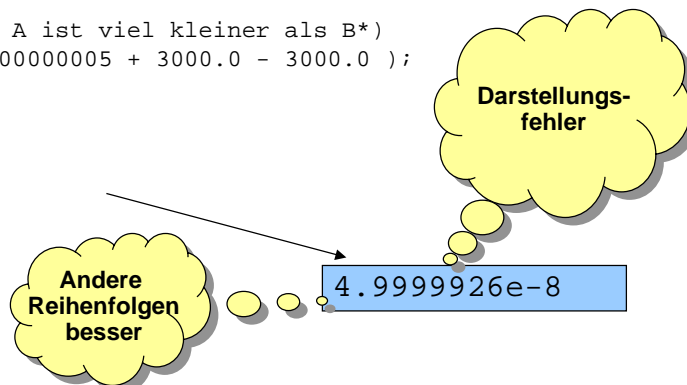 A ist viel kleiner als B*)
00000005 + 3000.0 - 3000.0 );
Darstellungs-
fehler
Andere
Reihenfolgen
besser
4.9999926e-8